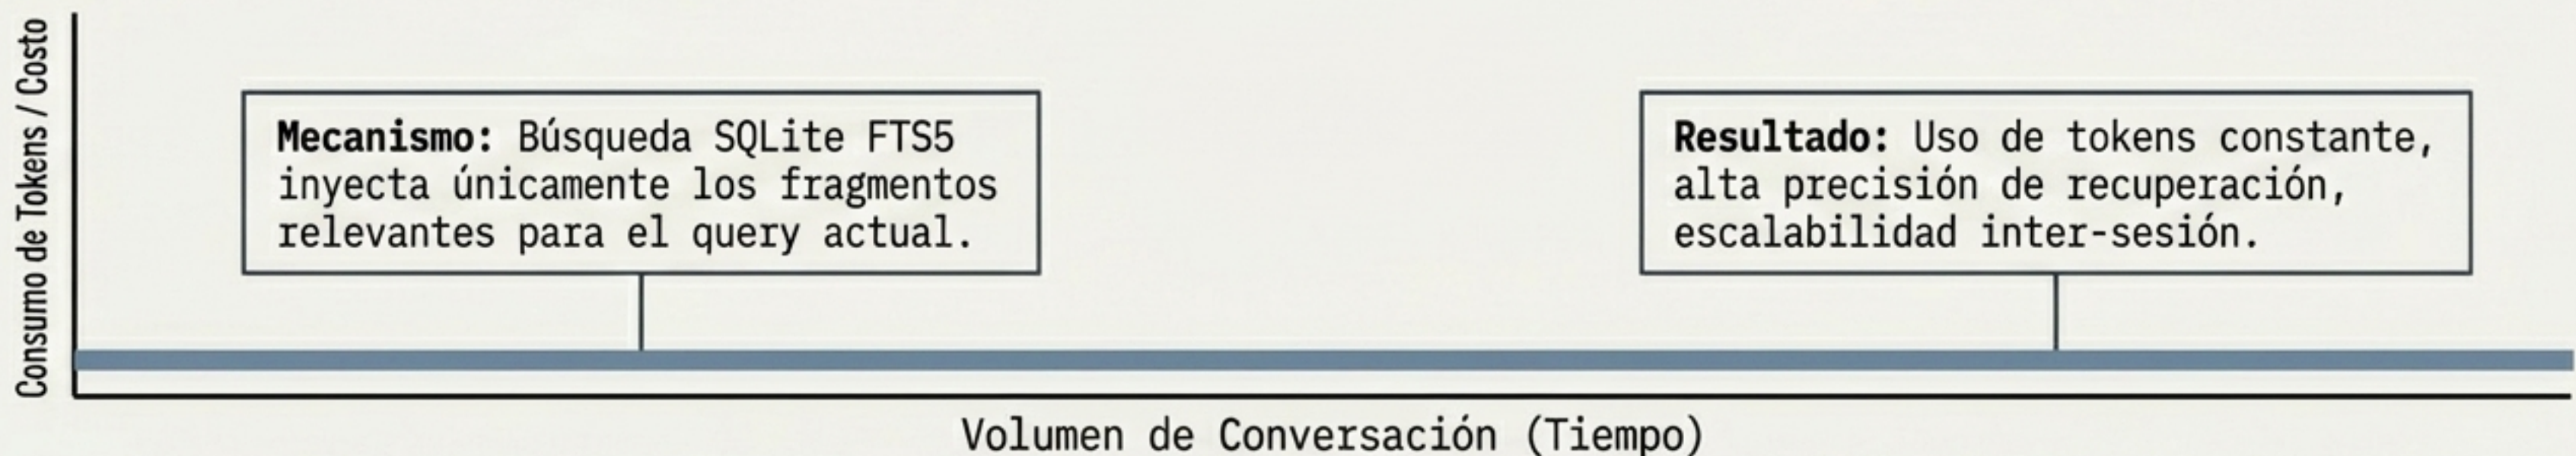 Consumo de Tokens / Costo
Mecanismo: Búsqueda SQLite FTS5
inyecta únicamente los fragmentos
relevantes para el query actual.
Resultado: Uso de tokens constante,
alta precisión de recuperación,
escalabilidad inter-sesión.
Volumen de Conversación (Tiempo)